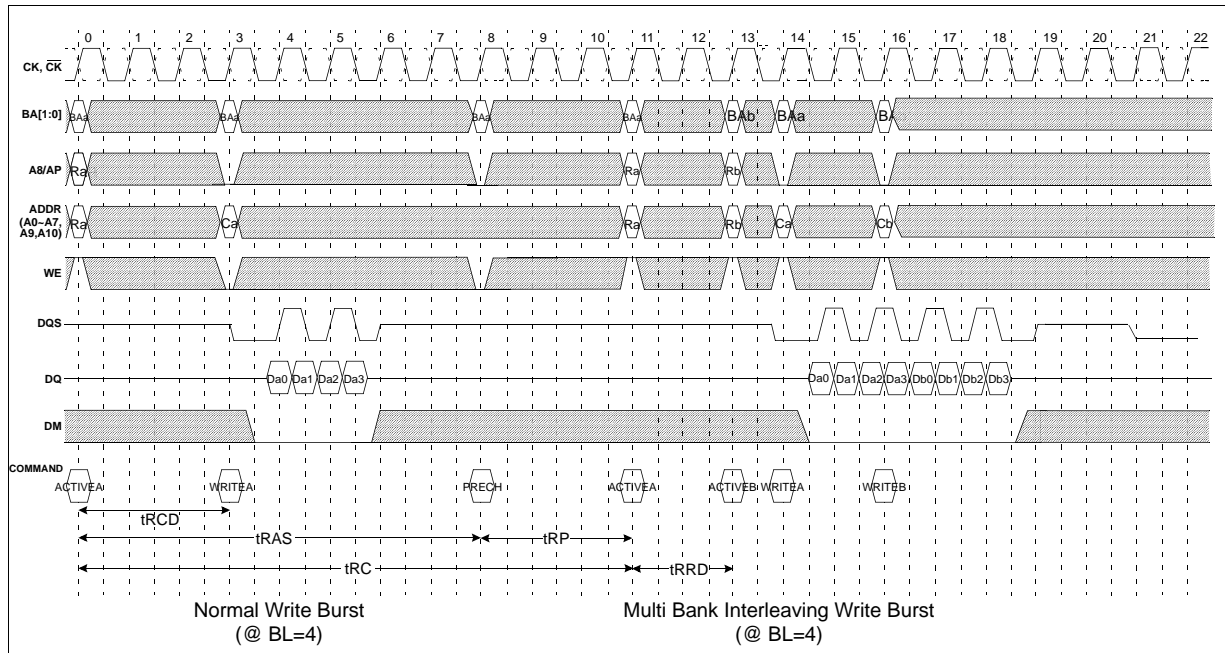 0 1 2 3 4 5 6 7 8 9 10 11 12 13 14 15 16 17 18 19 20 21 22
CK, CK
BA[1:0] BAa BAa BAa BAa BAb BAa
A8/AP Ra Ra Rb
ADDR
(A0~A7,
A9,A10)
Ra Ca Ra Rb Ca Cb
WE
DQS
DQ Da0 Da1 Da2 Da3 Da0 Da1 Da2 Da3 Db0 Db1 Db2 Db3
DM
COMMAND
ACTIVEA WRITEA PRECH ACTIVEA ACTIVEB WRITEA WRITEB
tRCD
tRAS tRP
tRC tRRD
Normal Write Burst Multi Bank Interleaving Write Burst
(@ BL=4) (@ BL=4)